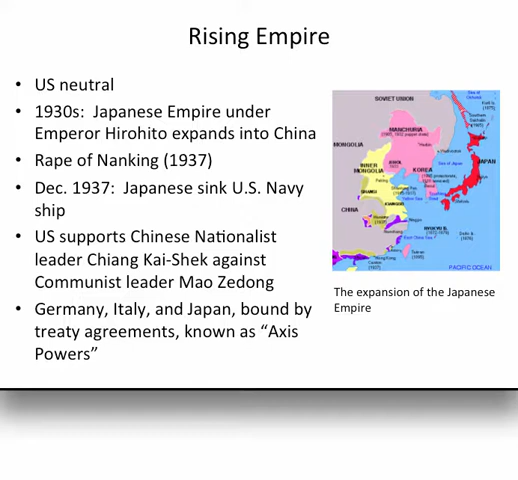 Rising Empire
• US neutral
• 1930s: Japanese Empire under
Emperor Hirohito expands into China
• Rape of Nanking (1937)
• Dec. 1937: Japanese sink U.S. Navy
ship
• US supports Chinese Nationalist
leader Chiang Kai-Shek against
Communist leader Mao Zedong
• Germany, Italy, and Japan, bound by
treaty agreements, known as “Axis
Powers”
SOVIET UNION
MANCHURIA
MONGOLIA
INNER
MONGOLIA
KOREA
JAPAN
CHINA
PACIFIC OCEAN
The expansion of the Japanese
Empire